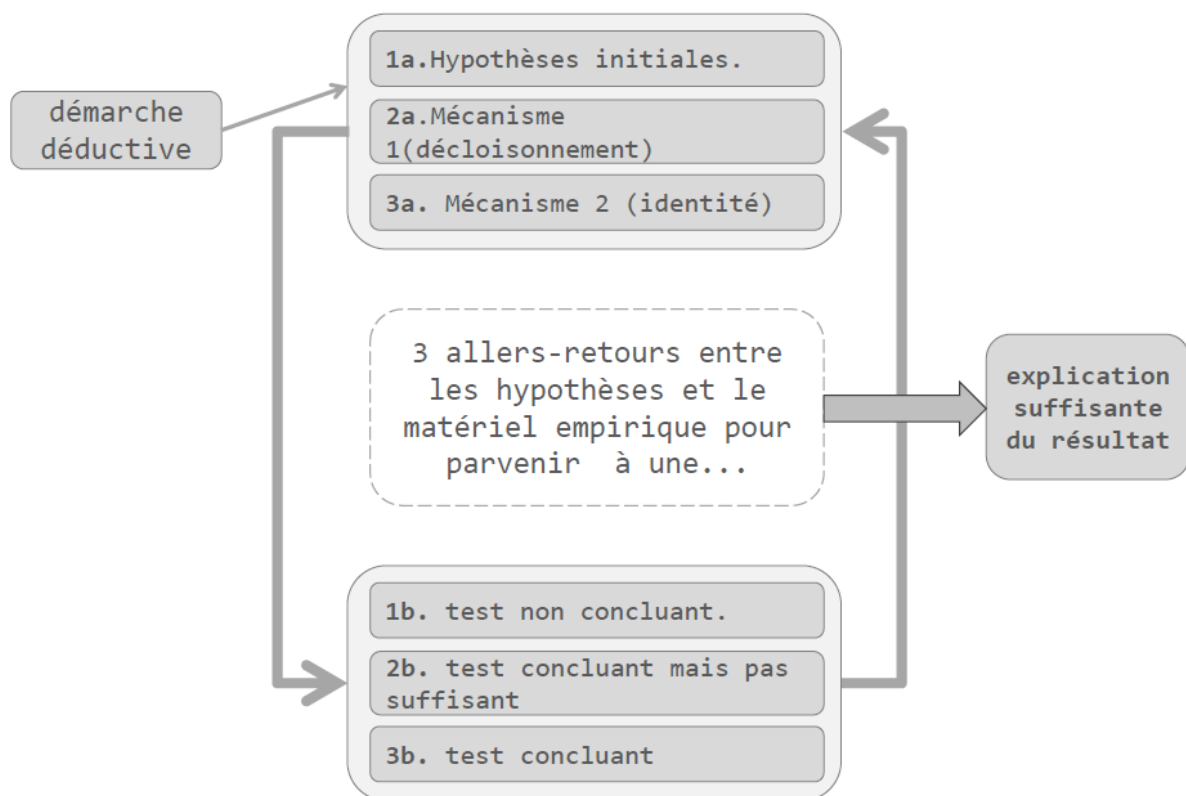 démarche
déductive
1a.Hypothèses initiales.
2a.Mécanisme
1(décloisonnement)
3a. Mécanisme 2 (identité)
3 allers-retours entre
les hypothèses et le
matériel empirique pour
parvenir à une...
explication
suffisante
du résultat
1b. test non concluant.
2b. test concluant mais pas
suffisant
3b. test concluant